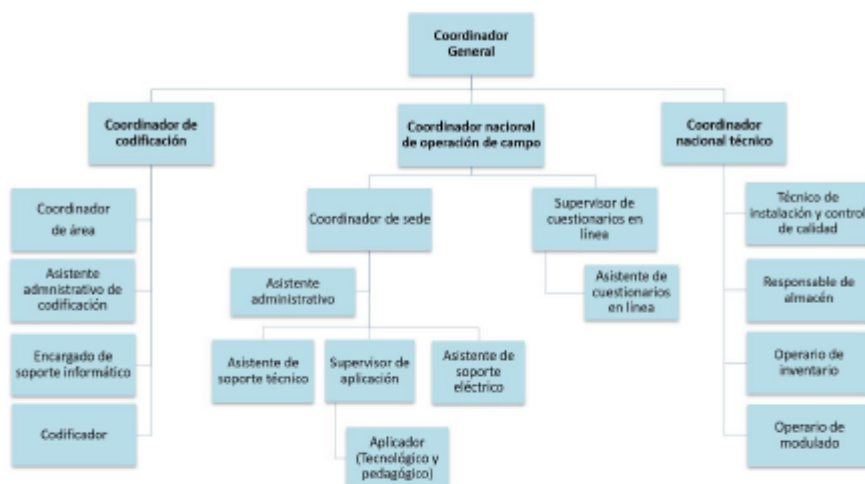 Coordinador
General
Coordinador de
codificación
Coordinador nacional
de operación de campo
Coordinador
nacional técnico
Coordinador
de área
Asistente
admnistrativo de
codificación
Encargado de
soporte informático
Codificador
Coordinador de sede
Supervisor de
cuestionarios en
línea
Asistente
administrativo
Asistente de
cuestionarios en línea
Asistente de
soporte técnico
Supervisor de
aplicación
Asistente de
soporte eléctrico
Aplicador
(Tecnológico y
pedagógico)
Técnico de
instalación y control
de calidad
Responsable de
almacén
Operario de
inventario
Operario de
modulado